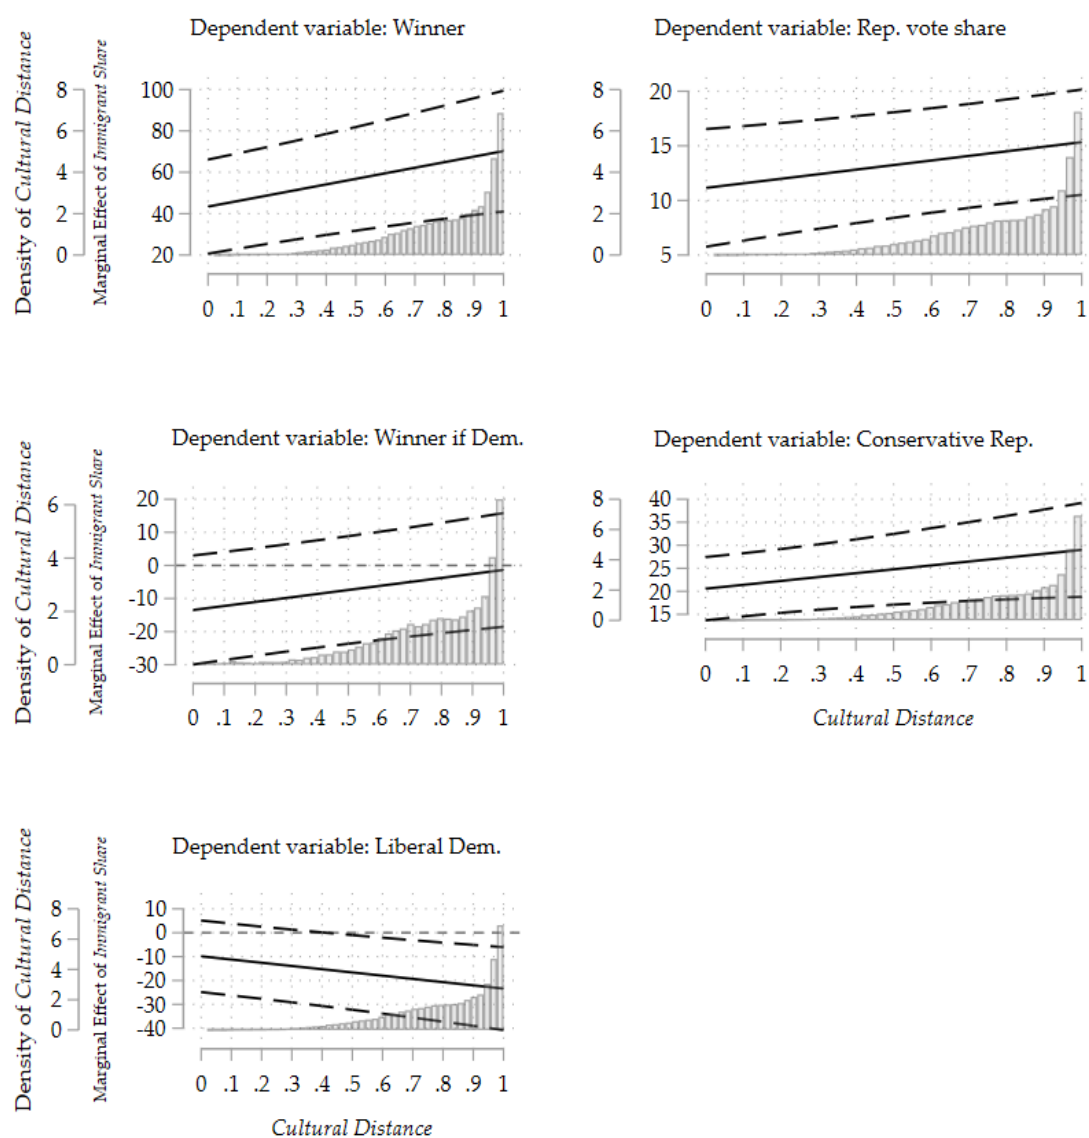 Dependent variable: Winner
Dependent variable: Rep. vote share
Density of Cultural Distance
Marginal Effect of Immigrant Share
8
6
4
2
0
100
80
60
40
20
0 .1 .2 .3 .4 .5 .6 .7 .8 .9 1
8
6
4
2
0
20
15
10
5
0 .1 .2 .3 .4 .5 .6 .7 .8 .9 1
Dependent variable: Winner if Dem.
Dependent variable: Conservative Rep.
Density of Cultural Distance
Marginal Effect of Immigrant Share
6
4
2
0
20
10
0
-10
-20
-30
0 .1 .2 .3 .4 .5 .6 .7 .8 .9 1
8
6
4
2
0
40
35
30
25
20
15
0 .1 .2 .3 .4 .5 .6 .7 .8 .9 1
Cultural Distance
Dependent variable: Liberal Dem.
Density of Cultural Distance
Marginal Effect of Immigrant Share
8
6
4
2
0
10
0
-10
-20
-30
-40
0 .1 .2 .3 .4 .5 .6 .7 .8 .9 1
Cultural Distance